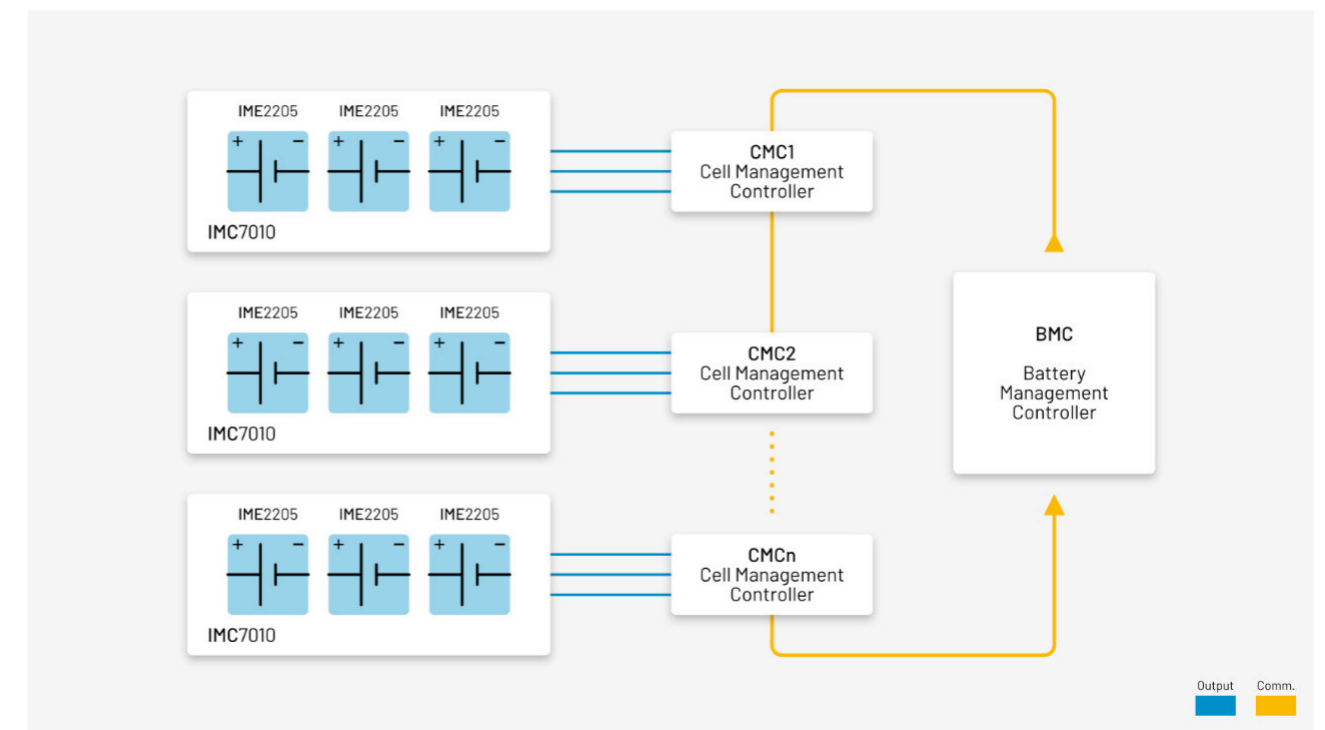 IME2205 IME2205 IME2205
+ − + − + −
IMC7010
CMC1
Cell Management
Controller
IME2205 IME2205 IME2205
+ − + − + −
IMC7010
CMC2
Cell Management
Controller
BMC
Battery
Management
Controller
IME2205 IME2205 IME2205
+ − + − + −
IMC7010
CMCn
Cell Management
Controller
Output Comm.